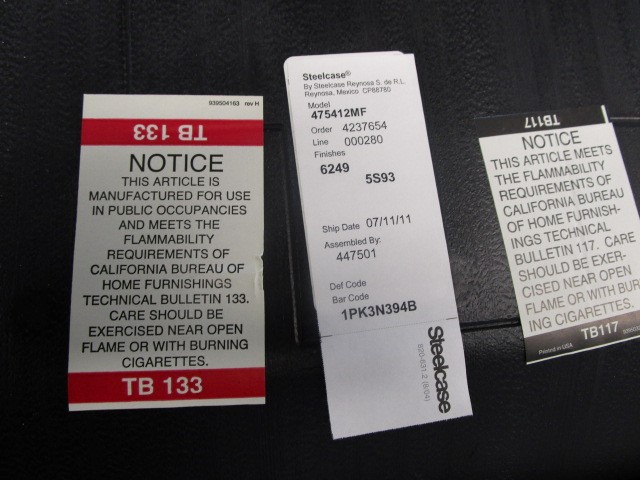 939504163 rev H
TB 133
NOTICE
THIS ARTICLE IS
MANUFACTURED FOR USE
IN PUBLIC OCCUPANCIES
AND MEETS THE
FLAMMABILITY
REQUIREMENTS OF
CALIFORNIA BUREAU OF
HOME FURNISHINGS
TECHNICAL BULLETIN 133.
CARE SHOULD BE
EXERCISED NEAR OPEN
FLAME OR WITH BURNING
CIGARETTES.
TB 133
Steelcase®
By Steelcase Reynosa S. de R.L.
Reynosa, Mexico CP88780
Model
475412MF
Order 4237654
Line 000280
Finishes
6249
5S93
Ship Date 07/11/11
Assembled By:
447501
Def Code
Bar Code
1PK3N394B
Steelcase
TB117
NOTICE
THIS ARTICLE MEETS
THE FLAMMABILITY
REQUIREMENTS OF
CALIFORNIA BUREAU
OF HOME FURNISH-
INGS TECHNICAL
BULLETIN 117. CARE
SHOULD BE EXER-
CISED NEAR OPEN
FLAME OR WITH BURN-
ING CIGARETTES.
TB117
Printed in USA